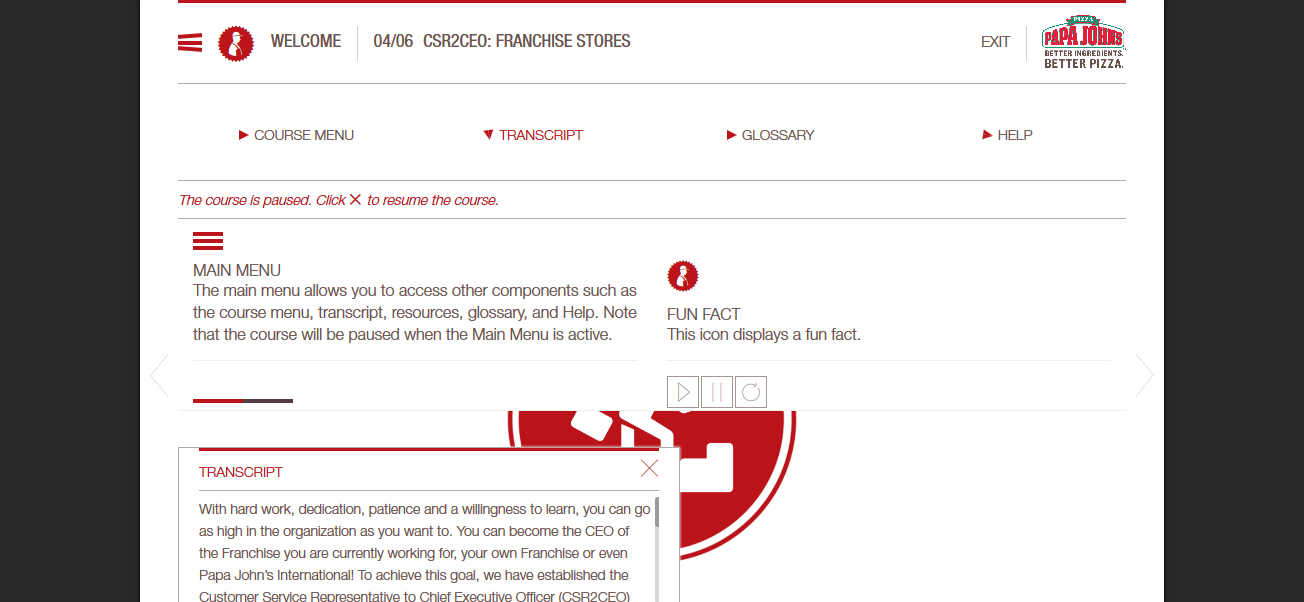 WELCOME
04/06 CSR2CEO: FRANCHISE STORES
EXIT
PIZZA
PAPA JOHNS
BETTER INGREDIENTS.
BETTER PIZZA.
COURSE MENU
TRANSCRIPT
GLOSSARY
HELP
The course is paused. Click to resume the course.
MAIN MENU
The main menu allows you to access other components such as
the course menu, transcript, resources, glossary, and Help. Note
that the course will be paused when the Main Menu is active.
FUN FACT
This icon displays a fun fact.
TRANSCRIPT
With hard work, dedication, patience and a willingness to learn, you can go
as high in the organization as you want to. You can become the CEO of
the Franchise you are currently working for, your own Franchise or even
Papa John's International! To achieve this goal, we have established the
Customer Service Representative to Chief Executive Officer (CSR2CEO)